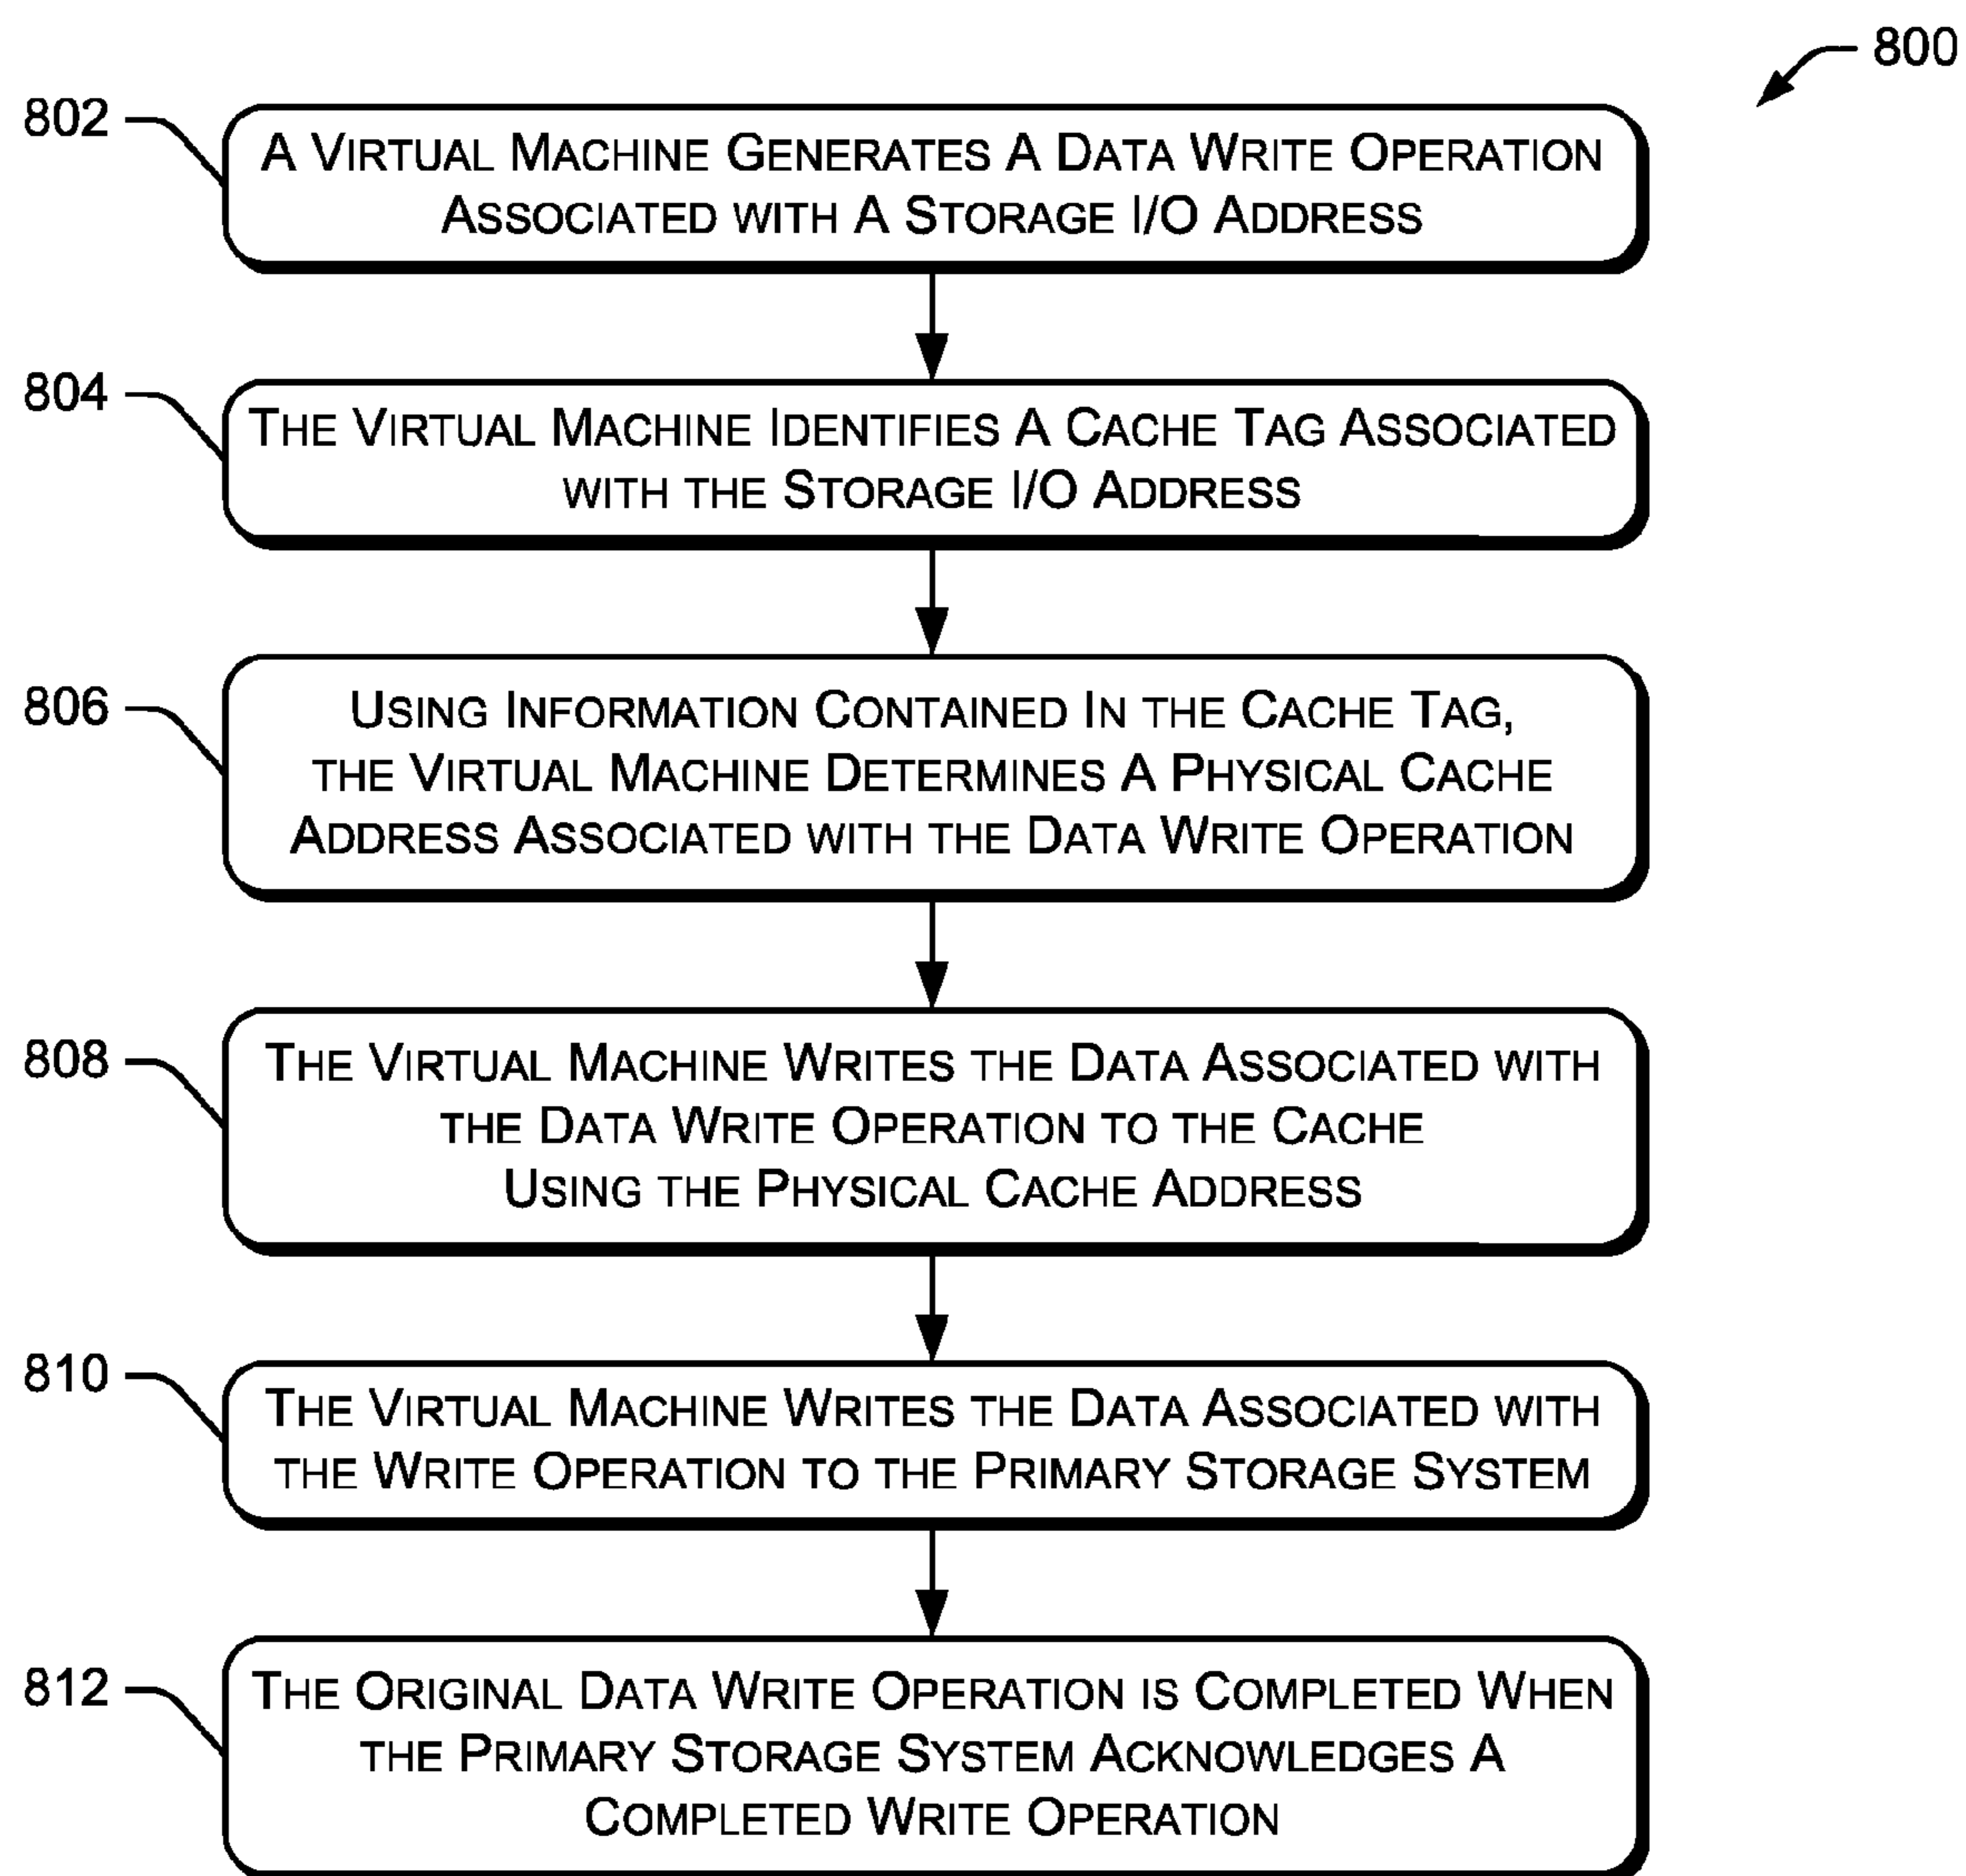 800
802
A VIRTUAL MACHINE GENERATES A DATA WRITE OPERATION
ASSOCIATED WITH A STORAGE I/O ADDRESS
804
THE VIRTUAL MACHINE IDENTIFIES A CACHE TAG ASSOCIATED
WITH THE STORAGE I/O ADDRESS
806
USING INFORMATION CONTAINED IN THE CACHE TAG,
THE VIRTUAL MACHINE DETERMINES A PHYSICAL CACHE
ADDRESS ASSOCIATED WITH THE DATA WRITE OPERATION
808
THE VIRTUAL MACHINE WRITES THE DATA ASSOCIATED WITH
THE DATA WRITE OPERATION TO THE CACHE
USING THE PHYSICAL CACHE ADDRESS
810
THE VIRTUAL MACHINE WRITES THE DATA ASSOCIATED WITH
THE WRITE OPERATION TO THE PRIMARY STORAGE SYSTEM
812
THE ORIGINAL DATA WRITE OPERATION IS COMPLETED WHEN
THE PRIMARY STORAGE SYSTEM ACKNOWLEDGES A
COMPLETED WRITE OPERATION